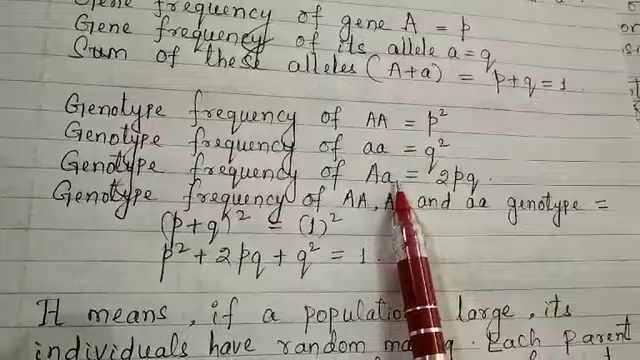 Gene frequency of gene A = p
Gene frequency of its allele a = q
Sum of these alleles (A+a) = p+q = 1.
Genotype frequency of AA = p²
Genotype frequency of aa = q²
Genotype frequency of Aa = 2pq.
Genotype frequency of AA, A and aa genotype =
(p+q)² = (1)²
p² + 2pq + q² = 1.
It means, if a population large, its
individuals have random Each parent